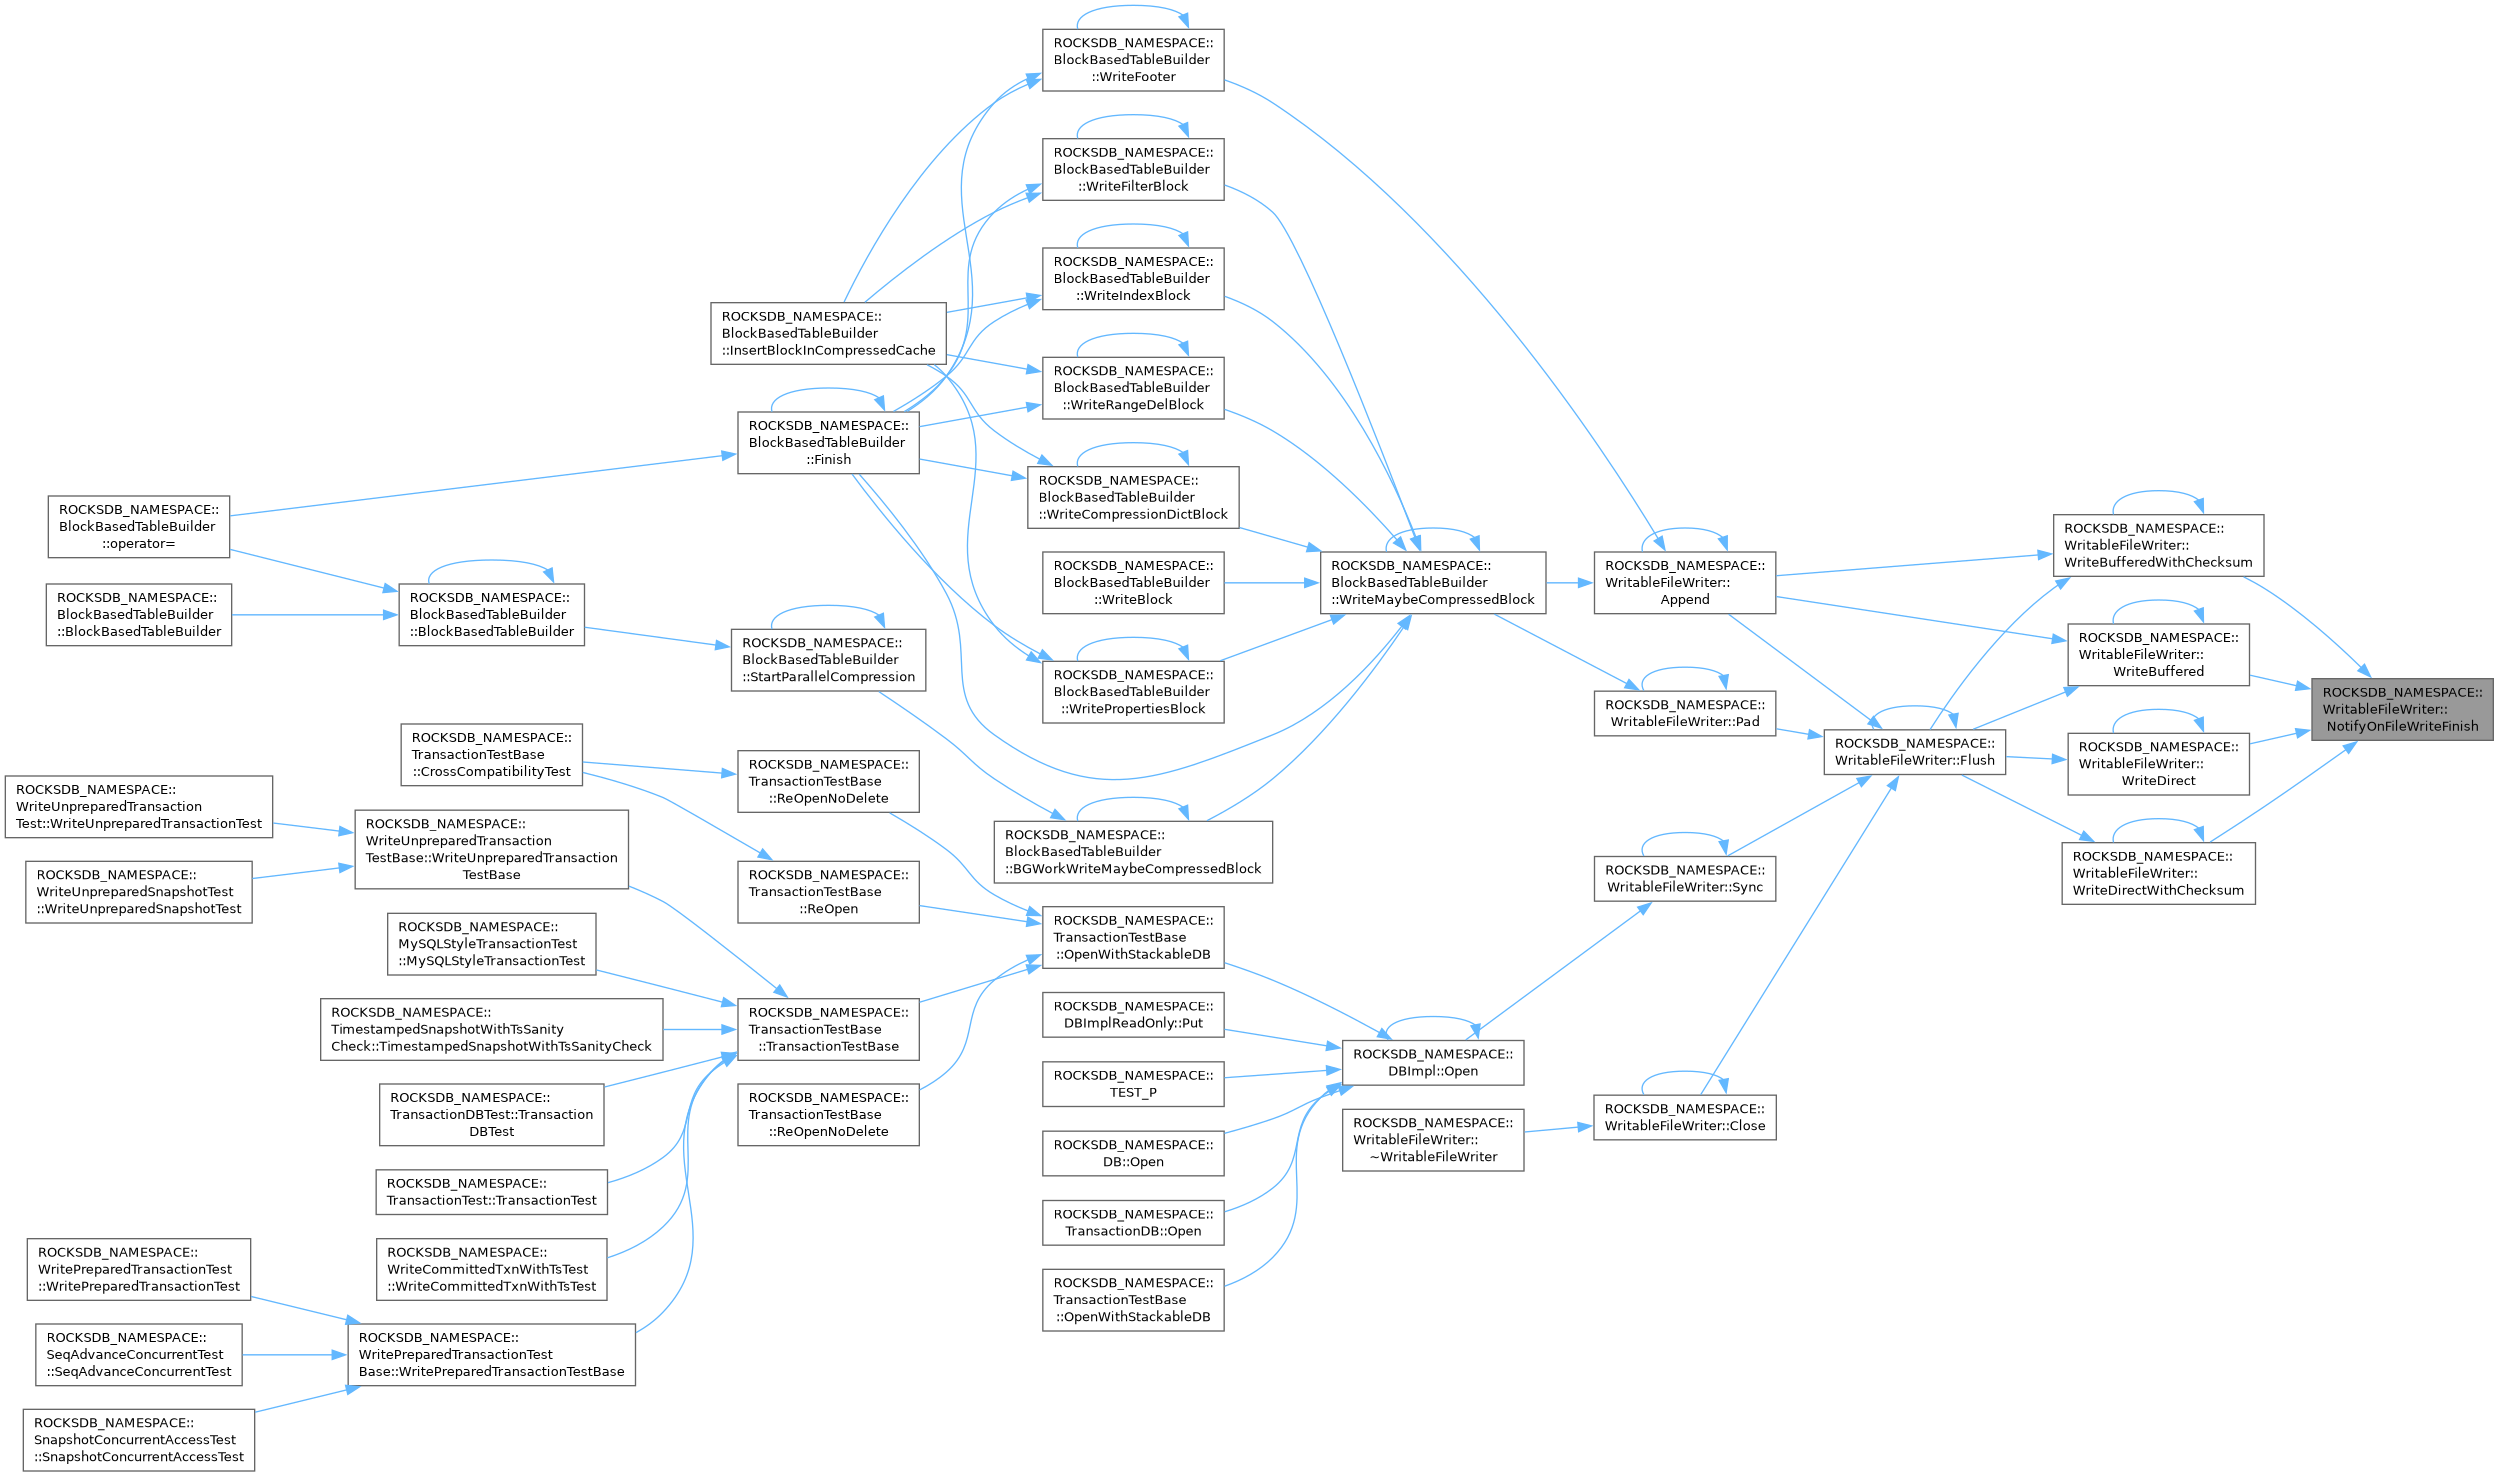 ROCKSDB_NAMESPACE::
BlockBasedTableBuilder
::WriteFooter
ROCKSDB_NAMESPACE::
BlockBasedTableBuilder
::WriteFilterBlock
ROCKSDB_NAMESPACE::
BlockBasedTableBuilder
::WriteIndexBlock
ROCKSDB_NAMESPACE::
BlockBasedTableBuilder
::InsertBlockInCompressedCache
ROCKSDB_NAMESPACE::
BlockBasedTableBuilder
::WriteRangeDelBlock
ROCKSDB_NAMESPACE::
BlockBasedTableBuilder
::Finish
ROCKSDB_NAMESPACE::
BlockBasedTableBuilder
::WriteCompressionDictBlock
ROCKSDB_NAMESPACE::
BlockBasedTableBuilder
::operator=
ROCKSDB_NAMESPACE::
WritableFileWriter::
WriteBufferedWithChecksum
ROCKSDB_NAMESPACE::
BlockBasedTableBuilder
::WriteBlock
ROCKSDB_NAMESPACE::
BlockBasedTableBuilder
::WriteMaybeCompressedBlock
ROCKSDB_NAMESPACE::
WritableFileWriter::
Append
ROCKSDB_NAMESPACE::
BlockBasedTableBuilder
::BlockBasedTableBuilder
ROCKSDB_NAMESPACE::
BlockBasedTableBuilder
::BlockBasedTableBuilder
ROCKSDB_NAMESPACE::
BlockBasedTableBuilder
::StartParallelCompression
ROCKSDB_NAMESPACE::
WritableFileWriter::
WriteBuffered
ROCKSDB_NAMESPACE::
BlockBasedTableBuilder
::WritePropertiesBlock
ROCKSDB_NAMESPACE::
WritableFileWriter::Pad
ROCKSDB_NAMESPACE::
WritableFileWriter::
NotifyOnFileWriteFinish
ROCKSDB_NAMESPACE::
TransactionTestBase
::CrossCompatibilityTest
ROCKSDB_NAMESPACE::
TransactionTestBase
::ReOpenNoDelete
ROCKSDB_NAMESPACE::
WritableFileWriter::Flush
ROCKSDB_NAMESPACE::
WritableFileWriter::
WriteDirect
ROCKSDB_NAMESPACE::
WriteUnpreparedTransaction
Test::WriteUnpreparedTransactionTest
ROCKSDB_NAMESPACE::
WriteUnpreparedTransaction
TestBase::WriteUnpreparedTransaction
TestBase
ROCKSDB_NAMESPACE::
BlockBasedTableBuilder
::BGWorkWriteMaybeCompressedBlock
ROCKSDB_NAMESPACE::
WritableFileWriter::
WriteDirectWithChecksum
ROCKSDB_NAMESPACE::
WriteUnpreparedSnapshotTest
::WriteUnpreparedSnapshotTest
ROCKSDB_NAMESPACE::
TransactionTestBase
::ReOpen
ROCKSDB_NAMESPACE::
WritableFileWriter::Sync
ROCKSDB_NAMESPACE::
MySQLStyleTransactionTest
::MySQLStyleTransactionTest
ROCKSDB_NAMESPACE::
TransactionTestBase
::OpenWithStackableDB
ROCKSDB_NAMESPACE::
TimestampedSnapshotWithTsSanity
Check::TimestampedSnapshotWithTsSanityCheck
ROCKSDB_NAMESPACE::
TransactionTestBase
::TransactionTestBase
ROCKSDB_NAMESPACE::
DBImplReadOnly::Put
ROCKSDB_NAMESPACE::
DBImpl::Open
ROCKSDB_NAMESPACE::
TEST_P
ROCKSDB_NAMESPACE::
TransactionDBTest::Transaction
DBTest
ROCKSDB_NAMESPACE::
TransactionTestBase
::ReOpenNoDelete
ROCKSDB_NAMESPACE::
DB::Open
ROCKSDB_NAMESPACE::
WritableFileWriter::
~WritableFileWriter
ROCKSDB_NAMESPACE::
WritableFileWriter::Close
ROCKSDB_NAMESPACE::
TransactionTest::TransactionTest
ROCKSDB_NAMESPACE::
TransactionDB::Open
ROCKSDB_NAMESPACE::
WritePreparedTransactionTest
::WritePreparedTransactionTest
ROCKSDB_NAMESPACE::
WriteCommittedTxnWithTsTest
::WriteCommittedTxnWithTsTest
ROCKSDB_NAMESPACE::
TransactionTestBase
::OpenWithStackableDB
ROCKSDB_NAMESPACE::
SeqAdvanceConcurrentTest
::SeqAdvanceConcurrentTest
ROCKSDB_NAMESPACE::
WritePreparedTransactionTest
Base::WritePreparedTransactionTestBase
ROCKSDB_NAMESPACE::
SnapshotConcurrentAccessTest
::SnapshotConcurrentAccessTest